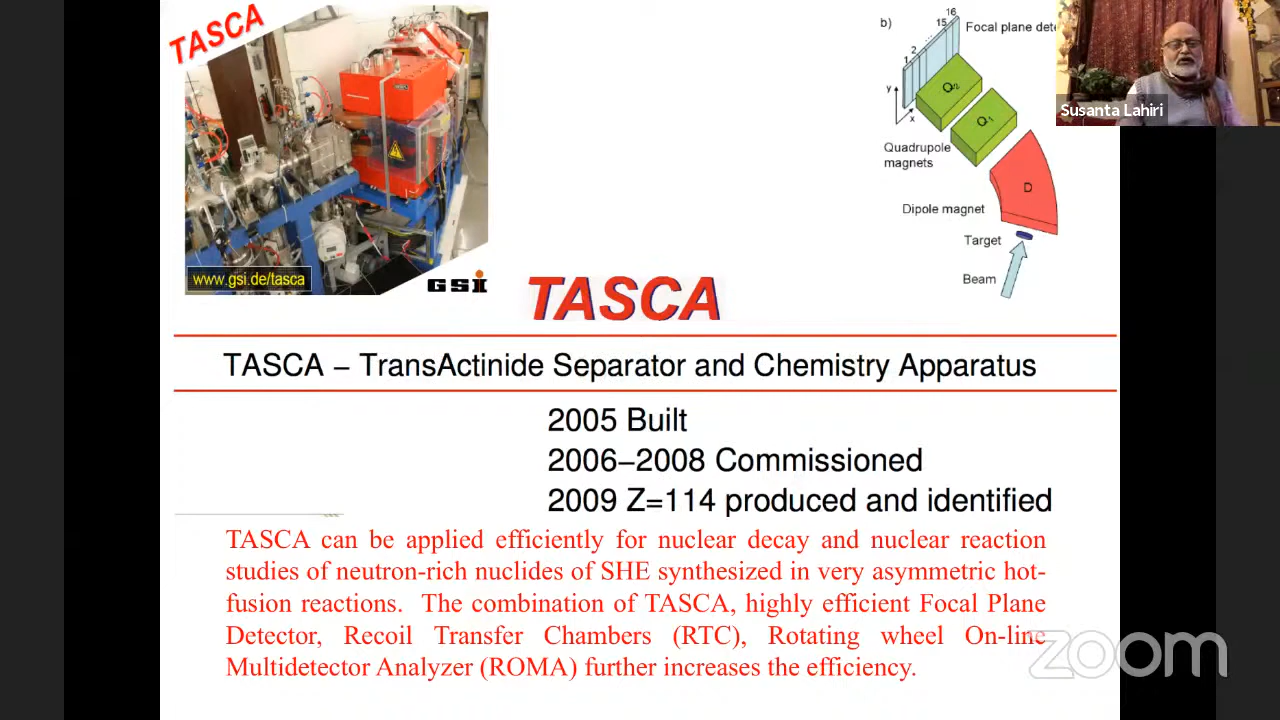 TASCA
www.gsi.de/tasca
GSI
b)
16
15
2
1
Focal plane dete
y
x
Q2
Q1
Quadrupole
magnets
D
Dipole magnet
Target
Beam
Susanta Lahiri
TASCA
TASCA – TransActinide Separator and Chemistry Apparatus
2005 Built
2006–2008 Commissioned
2009 Z=114 produced and identified
TASCA can be applied efficiently for nuclear decay and nuclear reaction
studies of neutron-rich nuclides of SHE synthesized in very asymmetric hot-
fusion reactions. The combination of TASCA, highly efficient Focal Plane
Detector, Recoil Transfer Chambers (RTC), Rotating wheel On-line
Multidetector Analyzer (ROMA) further increases the efficiency.
zoom